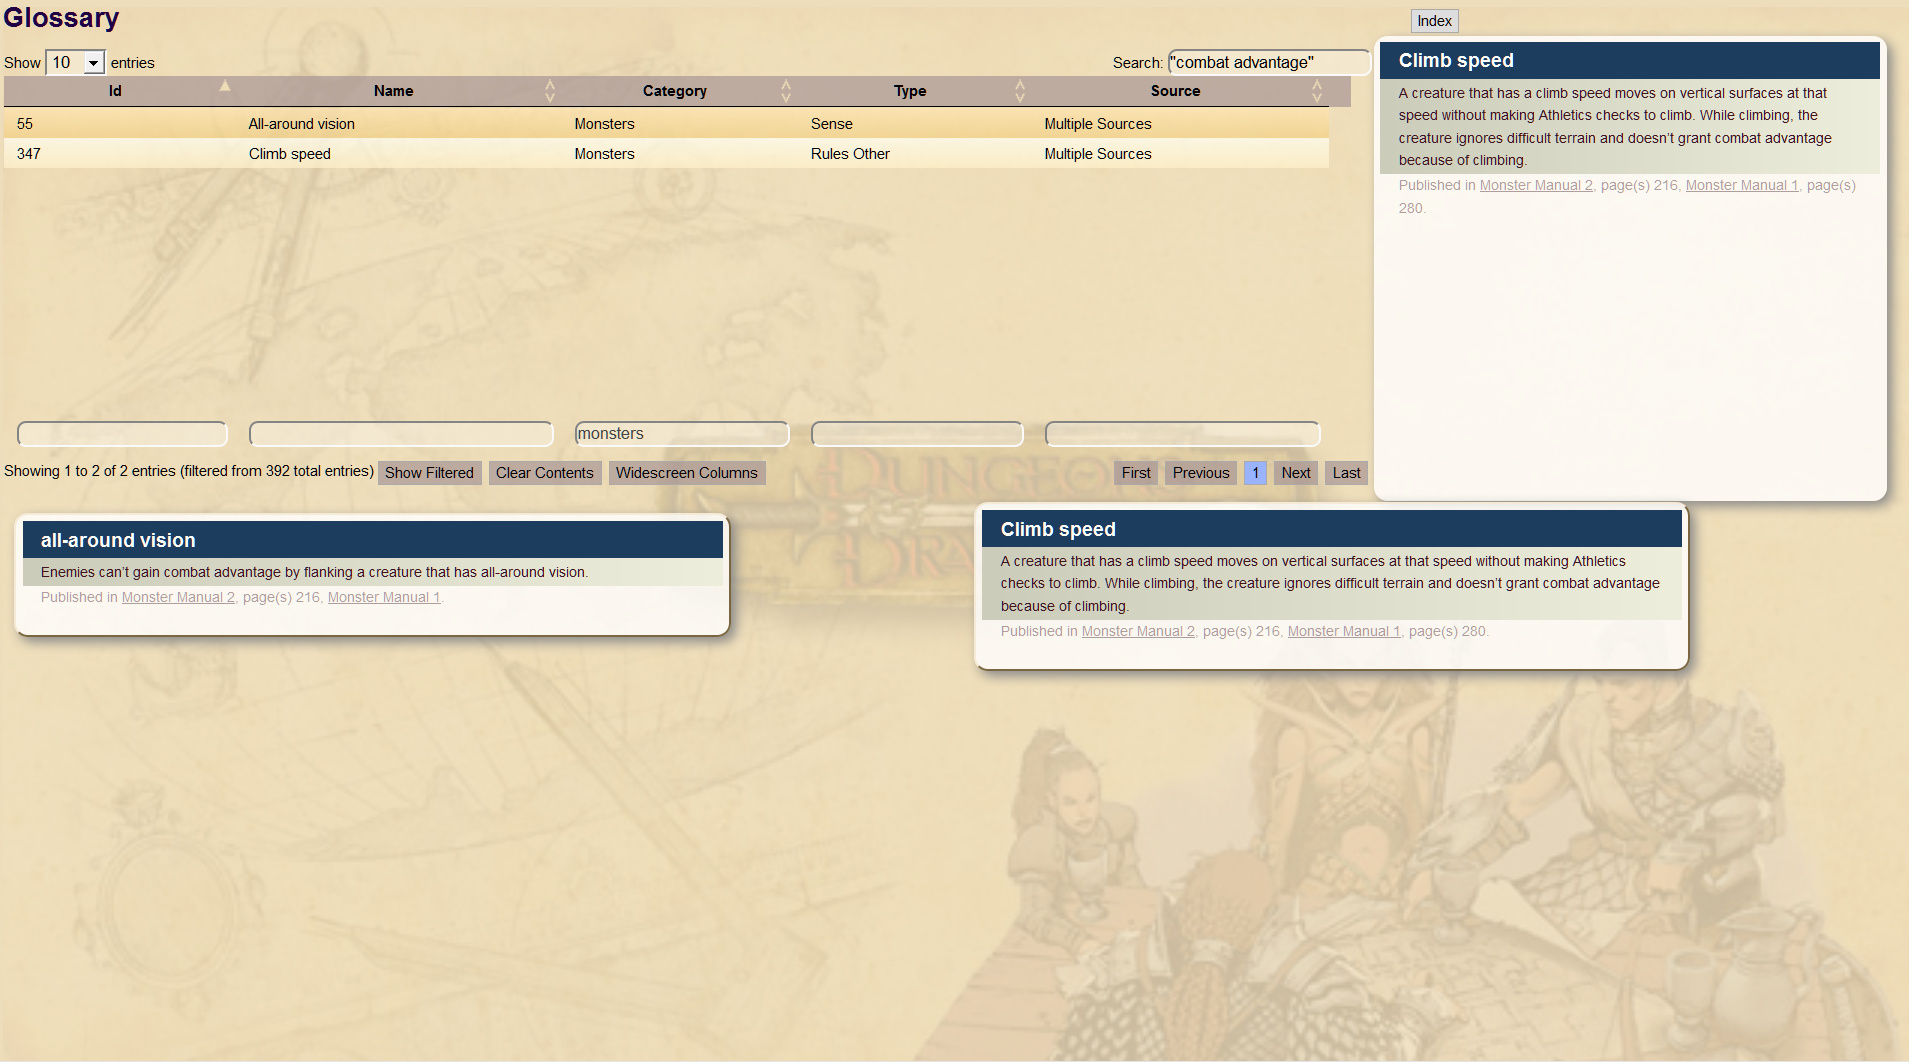 Glossary
Index
Show 10 entries
Search: "combat advantage"
Id Name Category Type Source
55 All-around vision Monsters Sense Multiple Sources
347 Climb speed Monsters Rules Other Multiple Sources
monsters
Showing 1 to 2 of 2 entries (filtered from 392 total entries) Show Filtered Clear Contents Widescreen Columns
First Previous 1 Next Last
Climb speed
A creature that has a climb speed moves on vertical surfaces at that
speed without making Athletics checks to climb. While climbing, the
creature ignores difficult terrain and doesn’t grant combat advantage
because of climbing.
Published in Monster Manual 2, page(s) 216, Monster Manual 1, page(s)
280.
DUNGEONS
all-around vision
Enemies can’t gain combat advantage by flanking a creature that has all-around vision.
Published in Monster Manual 2, page(s) 216, Monster Manual 1.
Climb speed
A creature that has a climb speed moves on vertical surfaces at that speed without making Athletics
checks to climb. While climbing, the creature ignores difficult terrain and doesn’t grant combat advantage
because of climbing.
Published in Monster Manual 2, page(s) 216, Monster Manual 1, page(s) 280.